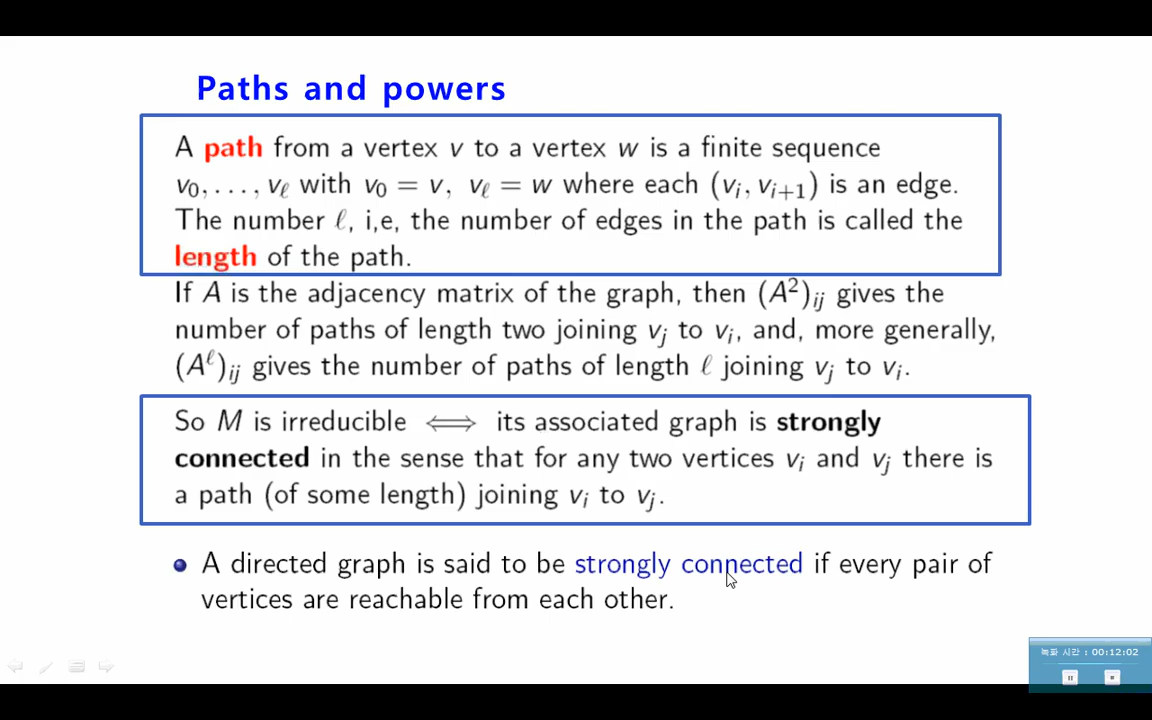 Paths and powers
A path from a vertex v to a vertex w is a finite sequence
v₀, . . . , vℓ with v₀ = v, vℓ = w where each (vᵢ, vᵢ₊₁) is an edge.
The number ℓ, i,e, the number of edges in the path is called the
length of the path.
If A is the adjacency matrix of the graph, then (A²)ᵢⱼ gives the
number of paths of length two joining vⱼ to vᵢ, and, more generally,
(Aℓ)ᵢⱼ gives the number of paths of length ℓ joining vⱼ to vᵢ.
So M is irreducible ⟺ its associated graph is strongly
connected in the sense that for any two vertices vᵢ and vⱼ there is
a path (of some length) joining vᵢ to vⱼ.
• A directed graph is said to be strongly connected if every pair of
vertices are reachable from each other.
녹화 시간 : 00:12:02